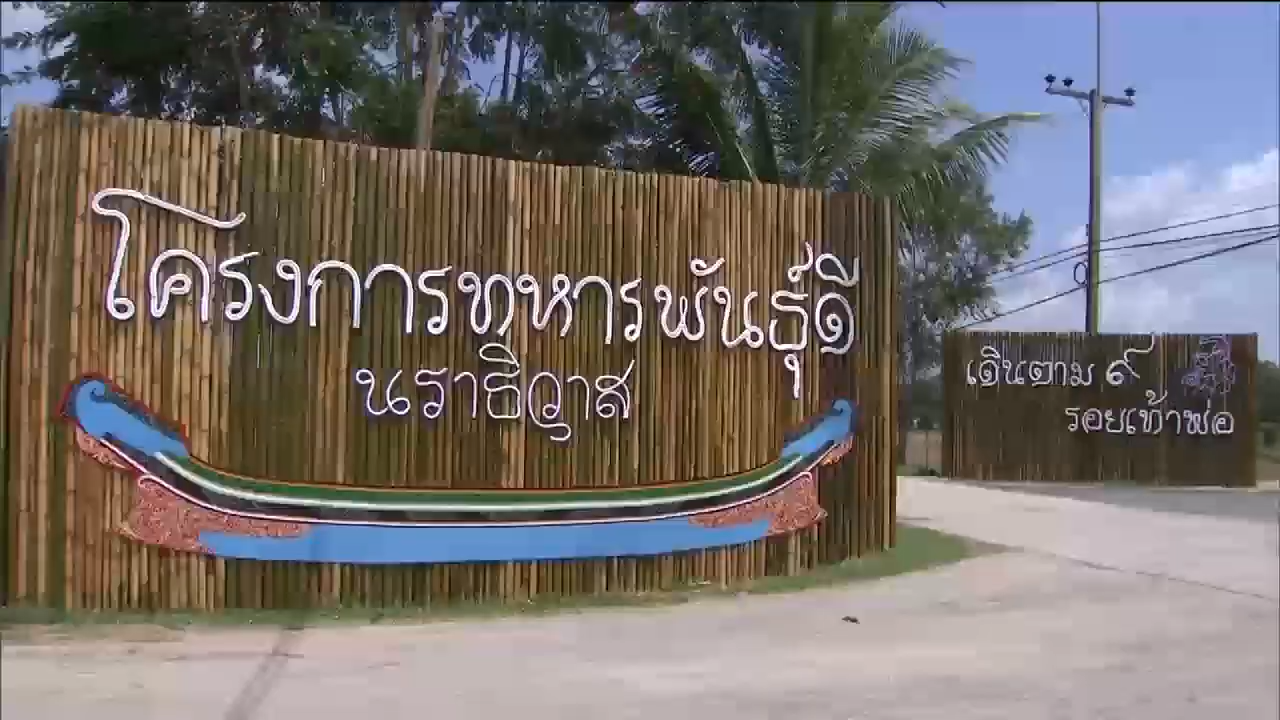 โครงการทหารพันธุ์ดี
นราธิวาส
เดินตาม ๙
รอยเท้าพ่อ